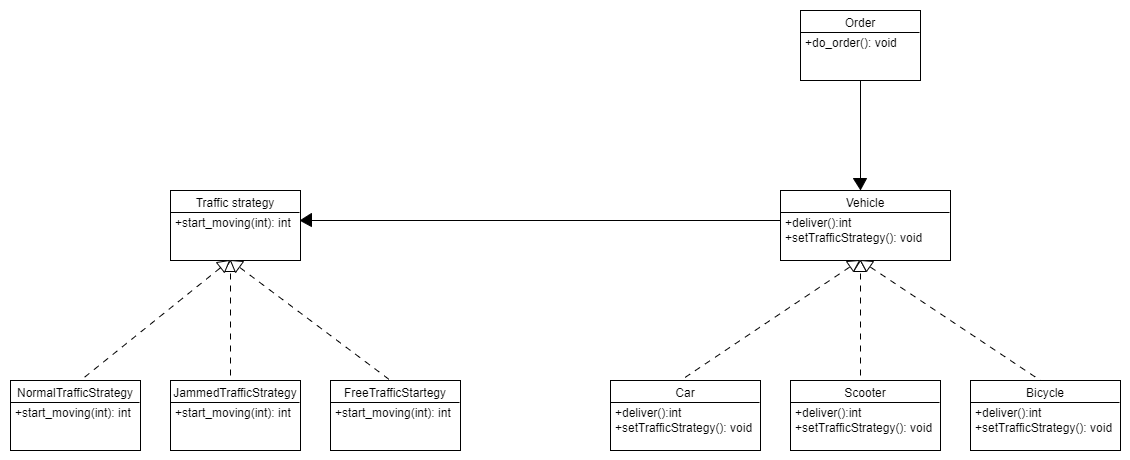 Order
+do_order(): void
Traffic strategy
+start_moving(int): int
Vehicle
+deliver():int
+setTrafficStrategy(): void
NormalTrafficStrategy
+start_moving(int): int
JammedTrafficStrategy
+start_moving(int): int
FreeTrafficStartegy
+start_moving(int): int
Car
+deliver():int
+setTrafficStrategy(): void
Scooter
+deliver():int
+setTrafficStrategy(): void
Bicycle
+deliver():int
+setTrafficStrategy(): void